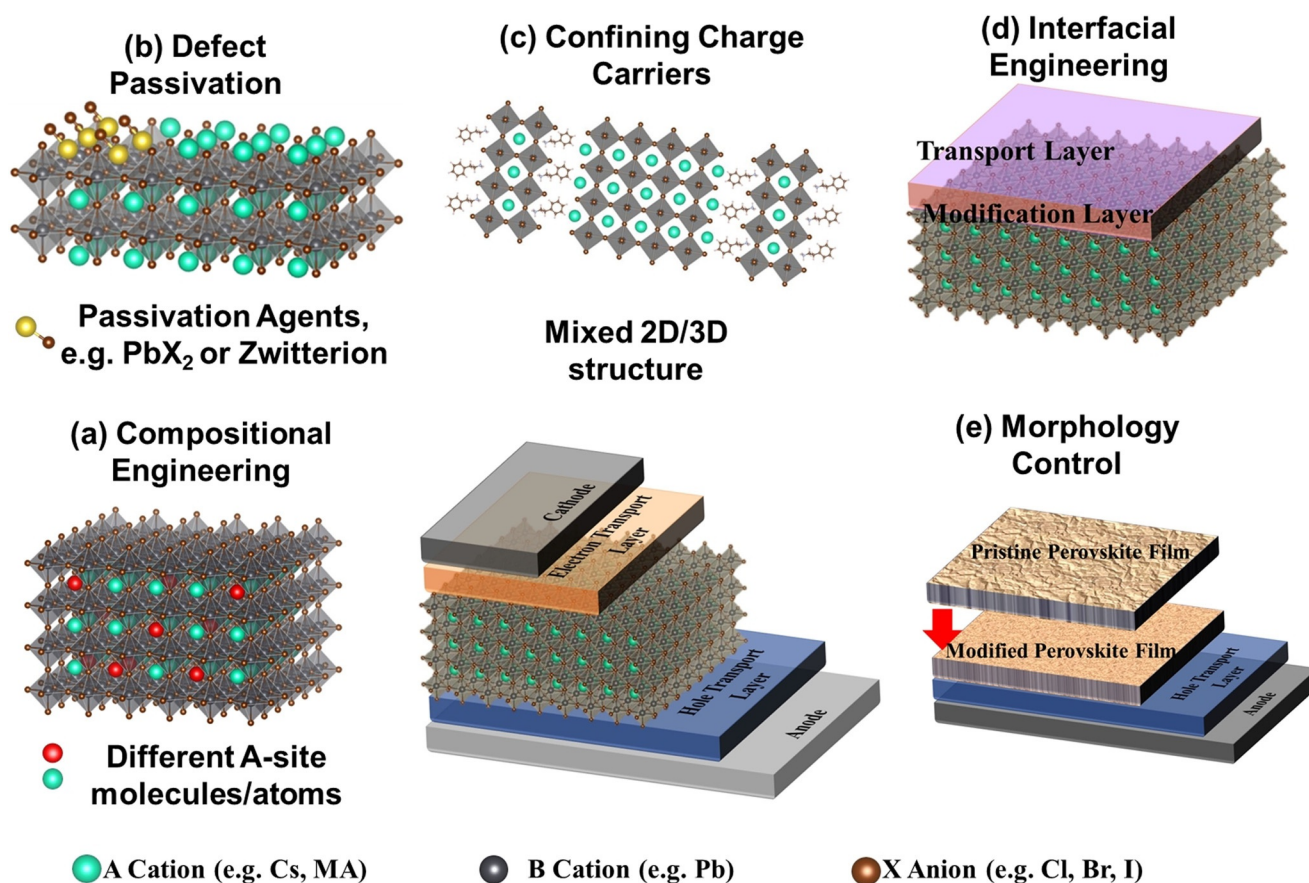 (b) Defect
Passivation
(c) Confining Charge
Carriers
(d) Interfacial
Engineering
Transport Layer
Modification Layer
Passivation Agents,
e.g. PbX₂ or Zwitterion
Mixed 2D/3D
structure
(a) Compositional
Engineering
(e) Morphology
Control
Cathode
Electron Transport
Layer
Hole Transport
Layer
Anode
Pristine Perovskite Film
Modified Perovskite Film
Hole Transport
Layer
Anode
Different A-site
molecules/atoms
A Cation (e.g. Cs, MA)
B Cation (e.g. Pb)
X Anion (e.g. Cl, Br, I)